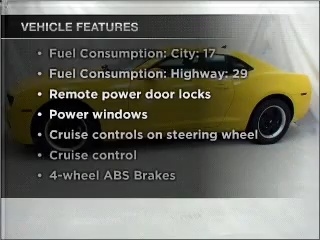 VEHICLE FEATURES
• Fuel Consumption: City: 17
• Fuel Consumption: Highway: 29
• Remote power door locks
• Power windows
• Cruise controls on steering wheel
• Cruise control
• 4-wheel ABS Brakes